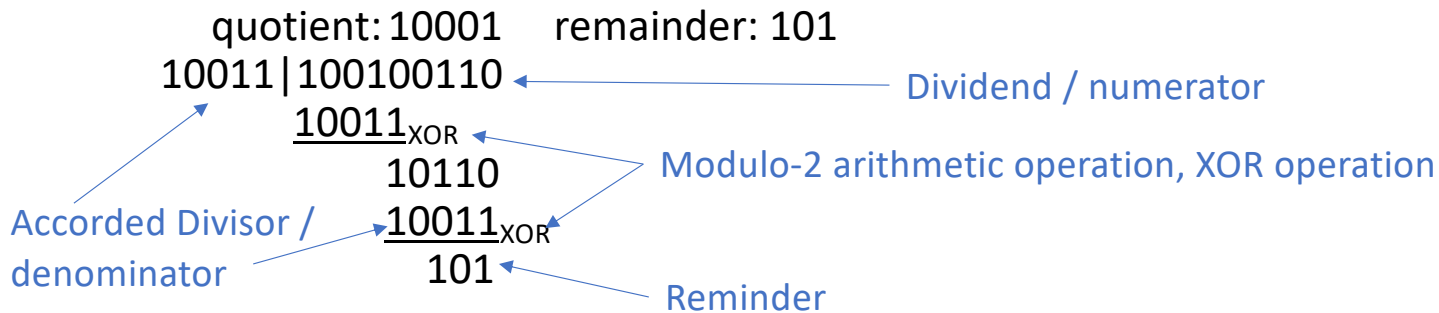 quotient: 10001 remainder: 101
10011|100100110
Dividend / numerator
10011XOR
Modulo-2 arithmetic operation, XOR operation
10110
Accorded Divisor /
denominator
10011XOR
101
Reminder